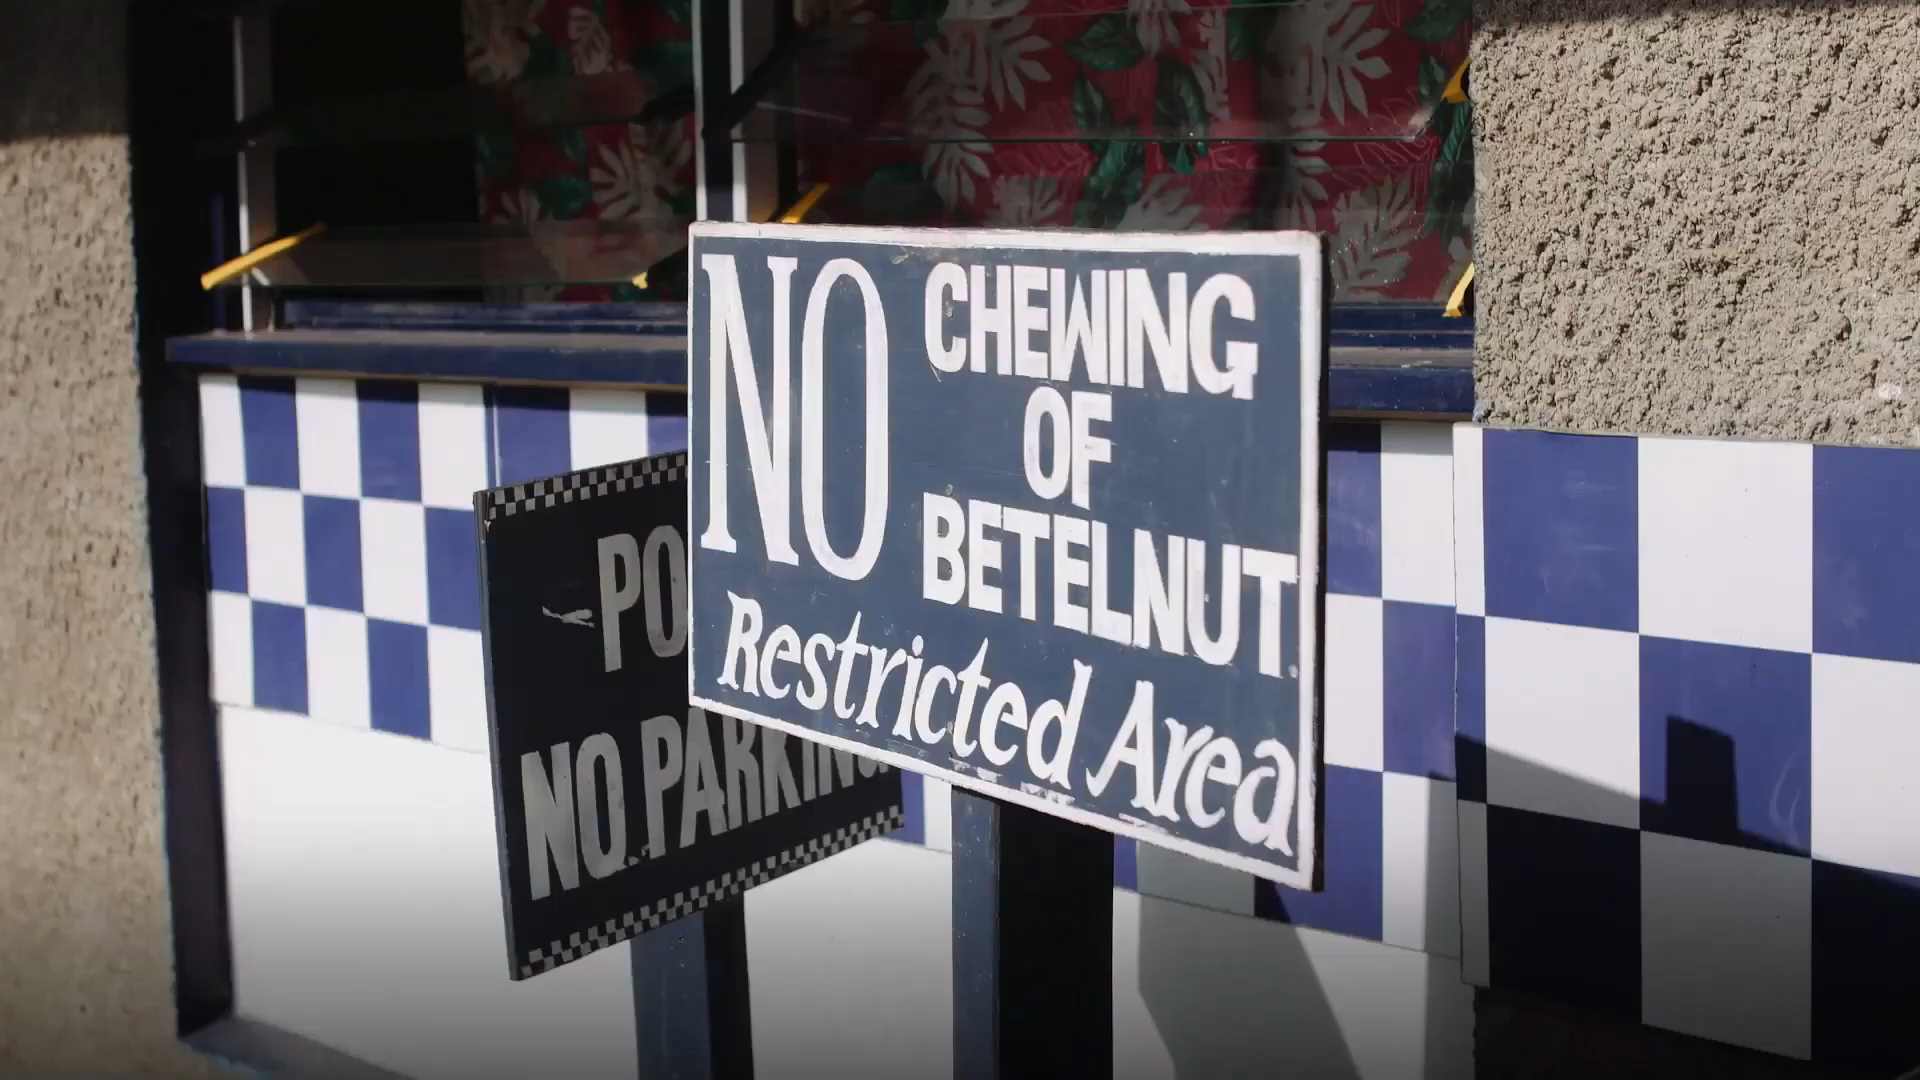 NO CHEWING
OF
BETELNUT
Restricted Area
NO PARKING